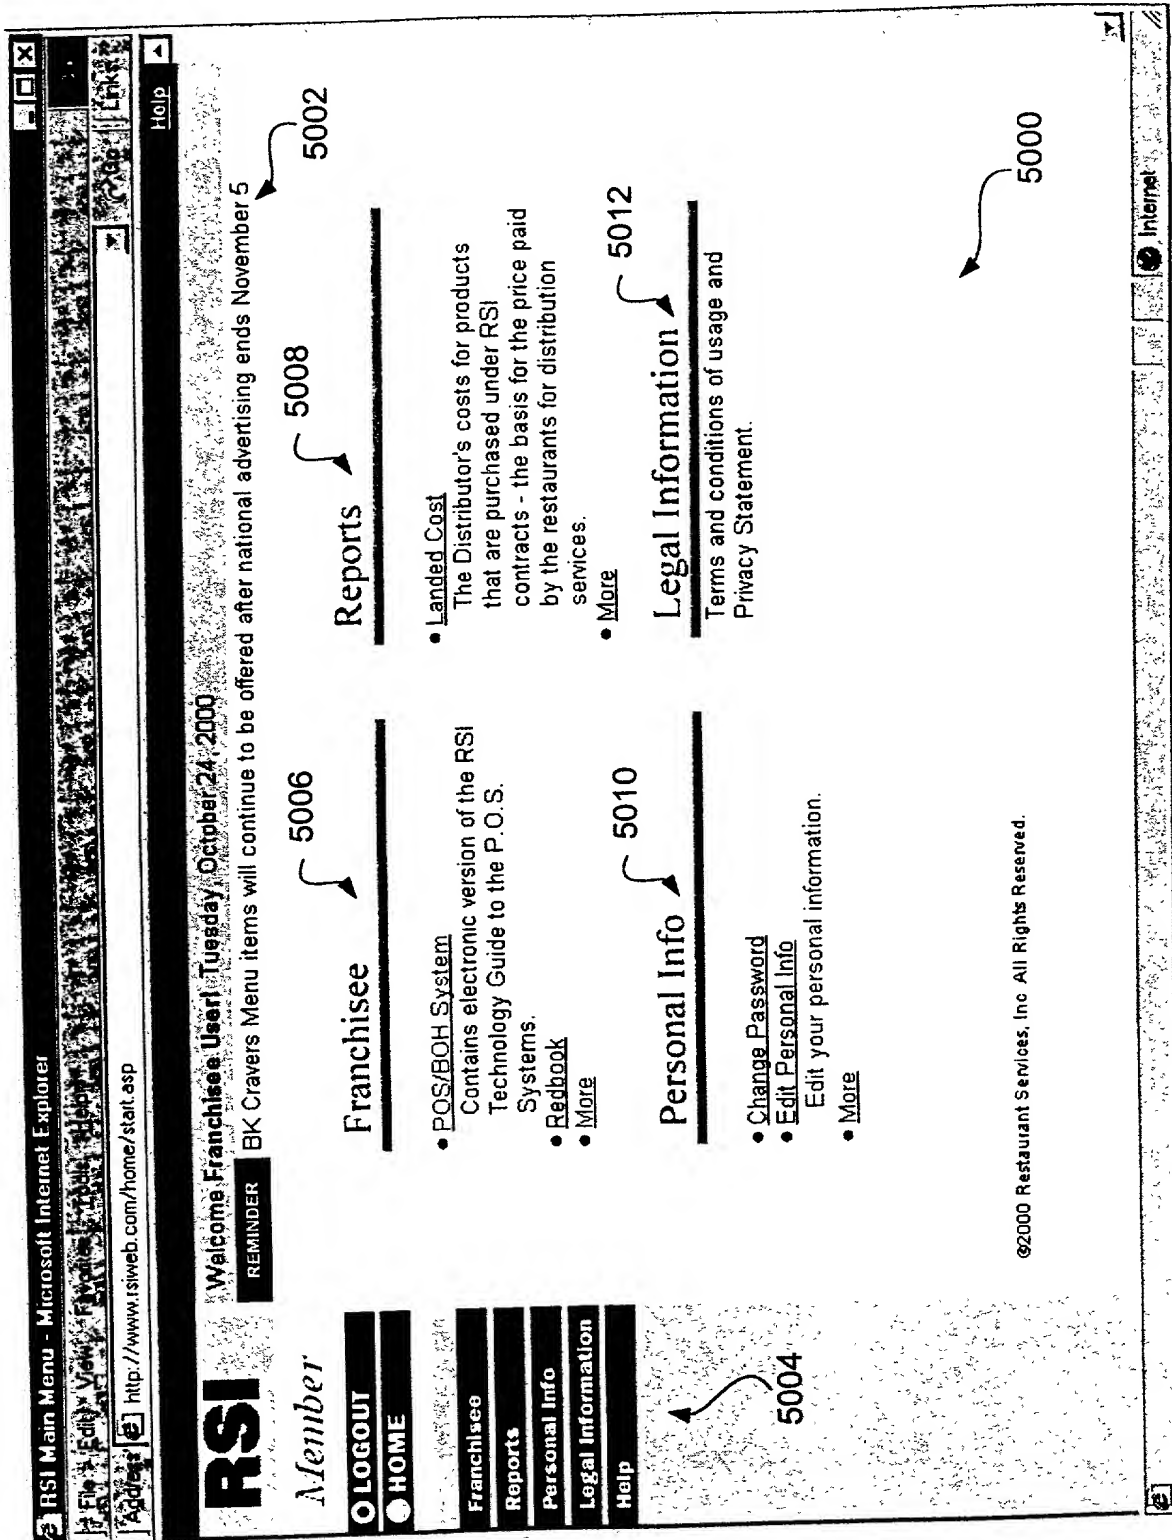 RSI Main Menu - Microsoft Internet Explorer
File Edit View Favorites Tools Help
Address http://www.rsiweb.com/home/start.asp
Go Links
Help
RSI
Welcome Franchisee User! Tuesday, October 24, 2000
REMINDER BK Cravers Menu items will continue to be offered after national advertising ends November 5
5002
Member
LOGOUT
HOME
Franchisee
Reports
Personal Info
Legal Information
Help
5004
Franchisee
5006
• POS/BOH System
Contains electronic version of the RSI
Technology Guide to the P.O.S.
Systems.
• Redbook
• More
Reports
5008
• Landed Cost
The Distributor's costs for products
that are purchased under RSI
contracts - the basis for the price paid
by the restaurants for distribution
services.
• More
Personal Info
5010
• Change Password
• Edit Personal Info
Edit your personal information.
• More
Legal Information
5012
Terms and conditions of usage and
Privacy Statement.
©2000 Restaurant Services, Inc All Rights Reserved.
5000
Internet